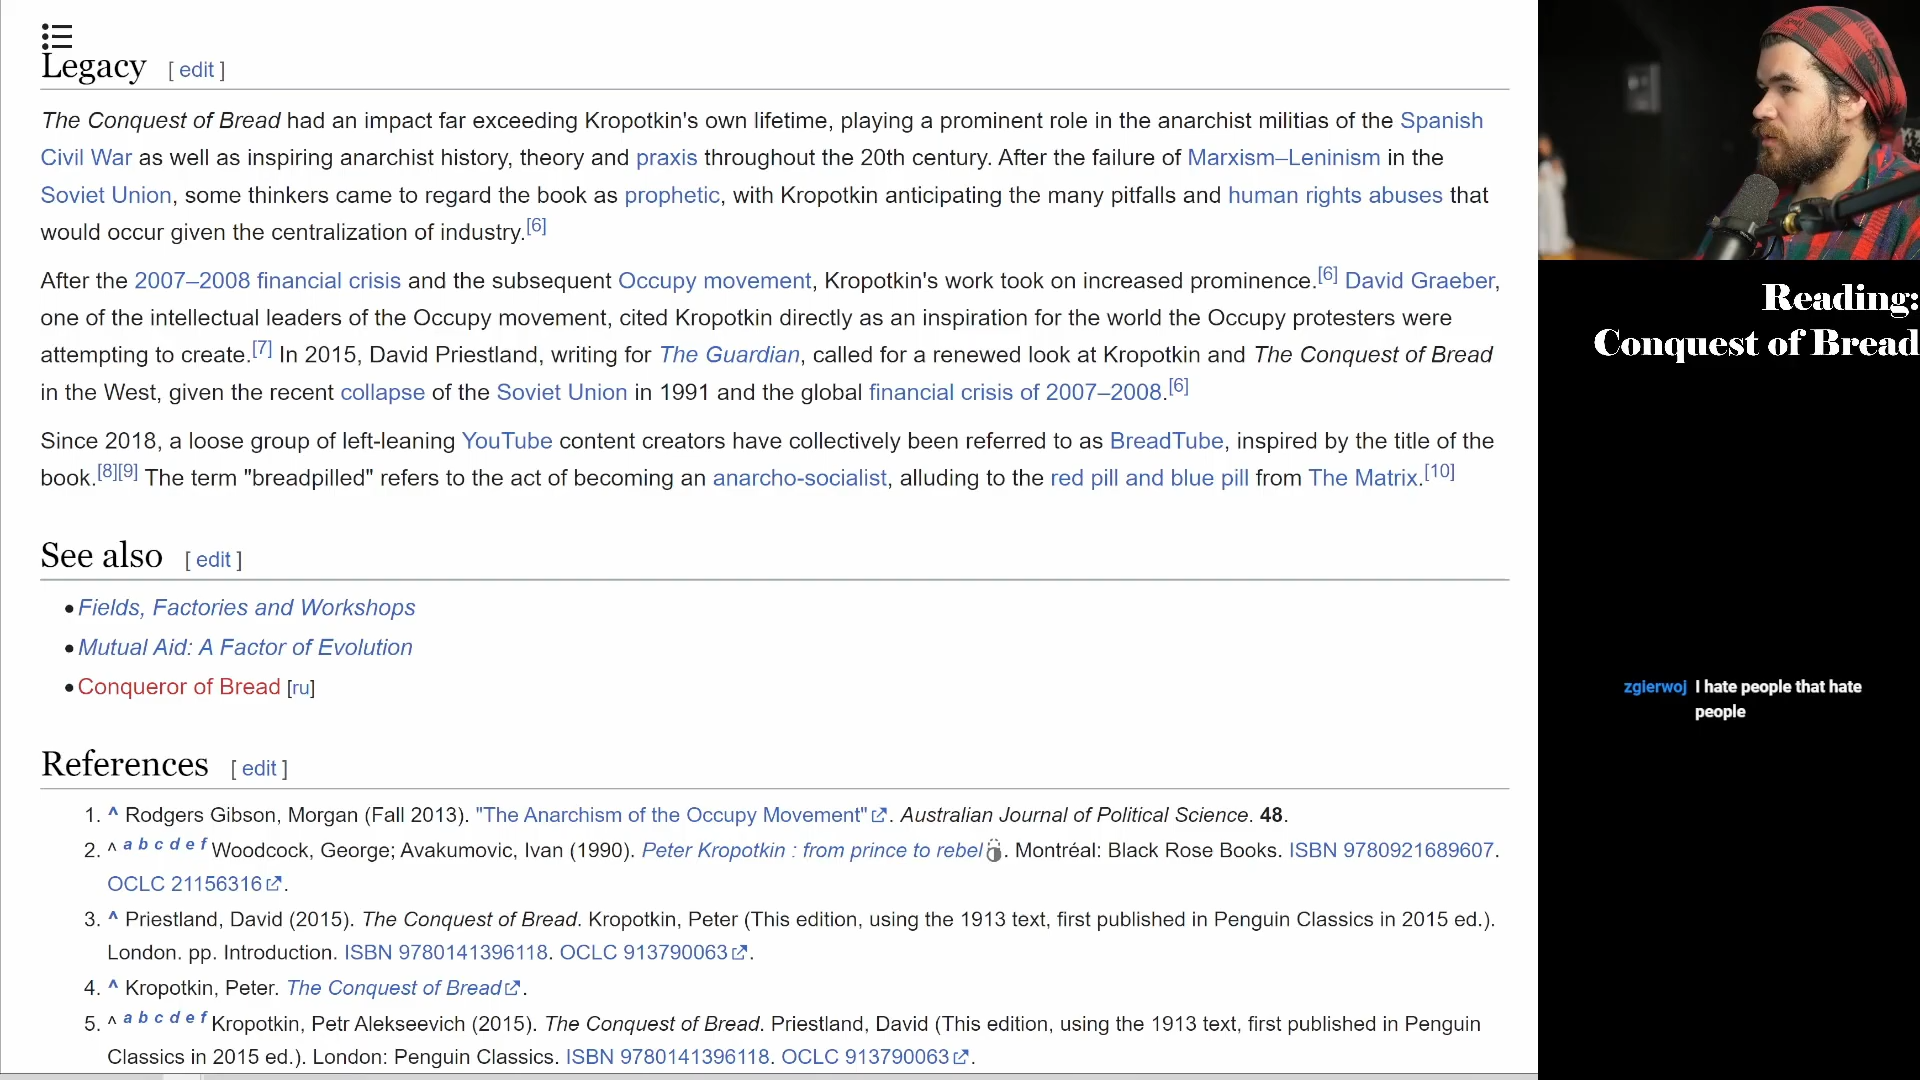 Legacy [ edit ]
The Conquest of Bread had an impact far exceeding Kropotkin's own lifetime, playing a prominent role in the anarchist militias of the Spanish
Civil War as well as inspiring anarchist history, theory and praxis throughout the 20th century. After the failure of Marxism–Leninism in the
Soviet Union, some thinkers came to regard the book as prophetic, with Kropotkin anticipating the many pitfalls and human rights abuses that
would occur given the centralization of industry.[6]
After the 2007–2008 financial crisis and the subsequent Occupy movement, Kropotkin's work took on increased prominence.[6] David Graeber,
one of the intellectual leaders of the Occupy movement, cited Kropotkin directly as an inspiration for the world the Occupy protesters were
attempting to create.[7] In 2015, David Priestland, writing for The Guardian, called for a renewed look at Kropotkin and The Conquest of Bread
in the West, given the recent collapse of the Soviet Union in 1991 and the global financial crisis of 2007–2008.[6]
Since 2018, a loose group of left-leaning YouTube content creators have collectively been referred to as BreadTube, inspired by the title of the
book.[8][9] The term "breadpilled" refers to the act of becoming an anarcho-socialist, alluding to the red pill and blue pill from The Matrix.[10]
See also [ edit ]
• Fields, Factories and Workshops
• Mutual Aid: A Factor of Evolution
• Conqueror of Bread [ru]
References [ edit ]
1. ^ Rodgers Gibson, Morgan (Fall 2013). "The Anarchism of the Occupy Movement". Australian Journal of Political Science. 48.
2. ^ a b c d e f Woodcock, George; Avakumovic, Ivan (1990). Peter Kropotkin : from prince to rebel. Montréal: Black Rose Books. ISBN 9780921689607.
OCLC 21156316.
3. ^ Priestland, David (2015). The Conquest of Bread. Kropotkin, Peter (This edition, using the 1913 text, first published in Penguin Classics in 2015 ed.).
London. pp. Introduction. ISBN 9780141396118. OCLC 913790063.
4. ^ Kropotkin, Peter. The Conquest of Bread.
5. ^ a b c d e f Kropotkin, Petr Alekseevich (2015). The Conquest of Bread. Priestland, David (This edition, using the 1913 text, first published in Penguin
Classics in 2015 ed.). London: Penguin Classics. ISBN 9780141396118. OCLC 913790063.
Reading:
Conquest of Bread
zgierwoj I hate people that hate
people